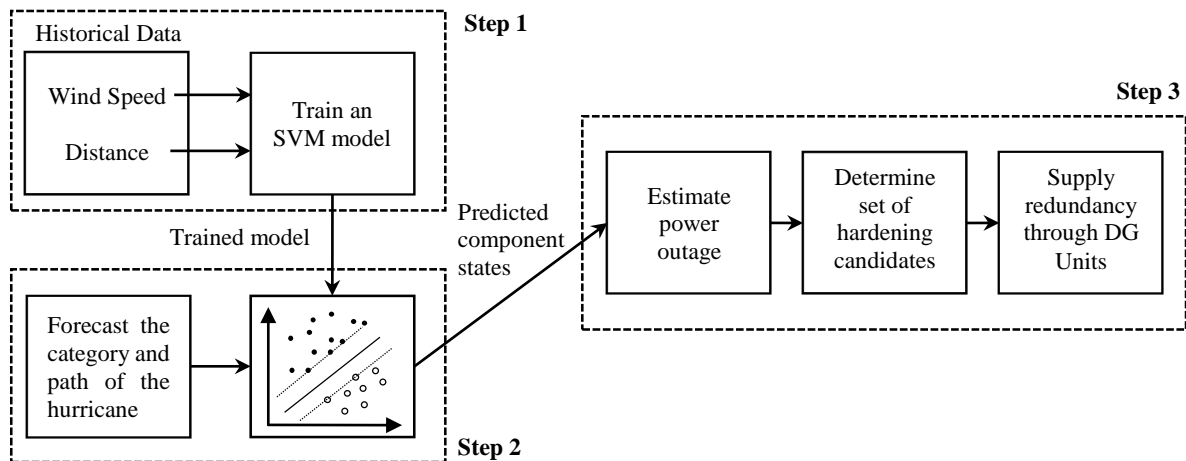 Step 1
Historical Data
Wind Speed
Distance
Train an
SVM model
Trained model
Step 2
Forecast the
category and
path of the
hurricane
Predicted
component
states
Step 3
Estimate
power
outage
Determine
set of
hardening
candidates
Supply
redundancy
through DG
Units